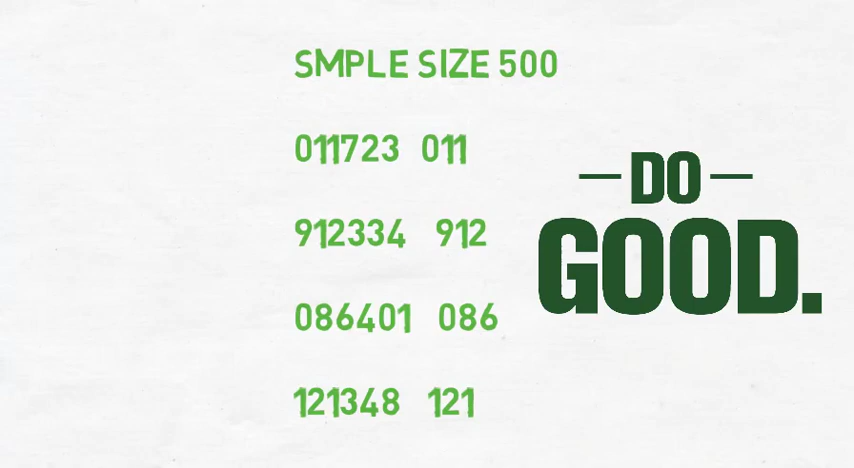 SMPLE SIZE 500
011723 011
912334 912
086401 086
121348 121
— DO —
GOOD.